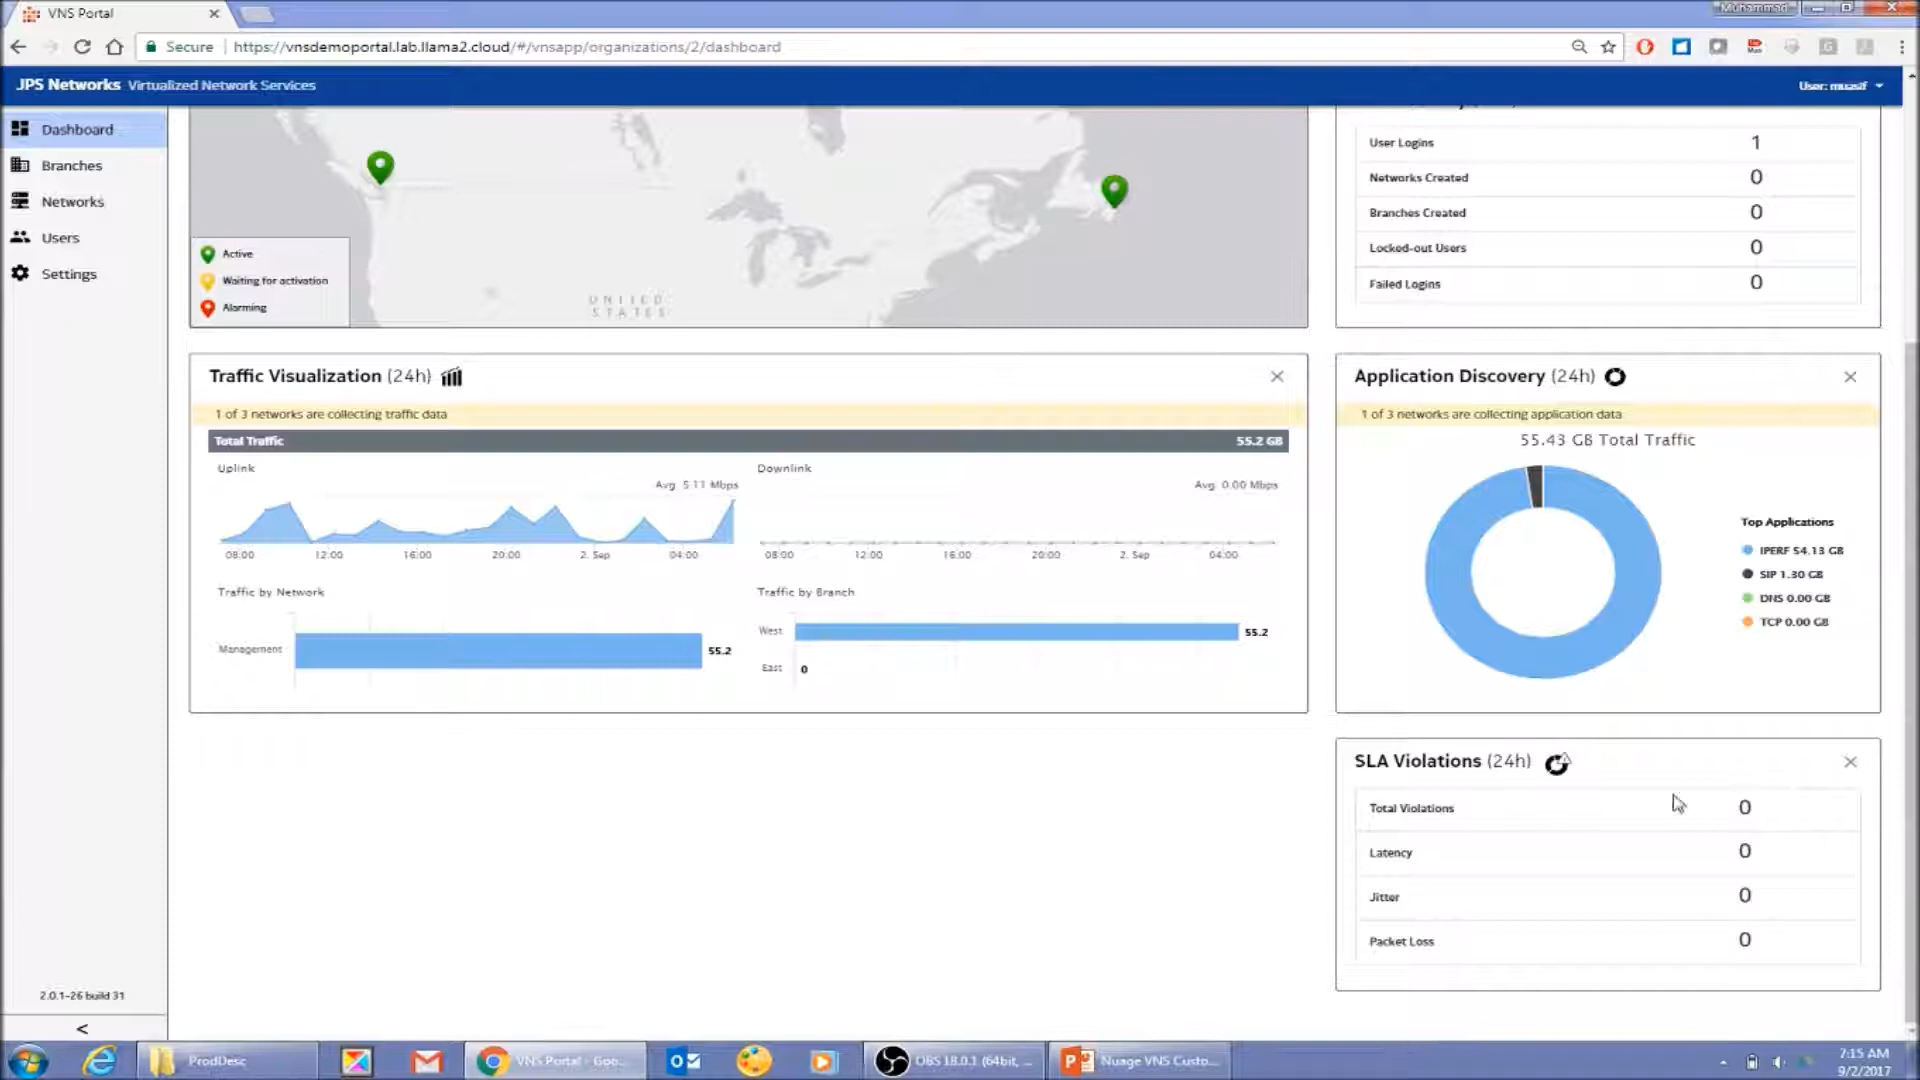 VNS Portal
Muhammad
Secure
https://vnsdemoportal.lab.llama2.cloud/#/vnsapp/organizations/2/dashboard
JPS Networks Virtualized Network Services
User: muasif
Dashboard
Branches
Networks
Users
Settings
Active
Waiting for activation
Alarming
UNITED
STATES
User Logins 1
Networks Created 0
Branches Created 0
Locked-out Users 0
Failed Logins 0
Traffic Visualization (24h)
1 of 3 networks are collecting traffic data
Total Traffic 55.2 GB
Uplink
Avg 5.11 Mbps
08:00 12:00 16:00 20:00 2. Sep 04:00
Downlink
Avg 0.00 Mbps
08:00 12:00 16:00 20:00 2. Sep 04:00
Traffic by Network
Management 55.2
Traffic by Branch
West 55.2
East 0
Application Discovery (24h)
1 of 3 networks are collecting application data
55.43 GB Total Traffic
Top Applications
IPERF 54.13 GB
SIP 1.30 GB
DNS 0.00 GB
TCP 0.00 GB
SLA Violations (24h)
Total Violations 0
Latency 0
Jitter 0
Packet Loss 0
2.0.1-26 build 31
<
ProdDesc
VNS Portal - Goo...
OBS 18.0.1 (64bit, ...
Nuage VNS Custo...
7:15 AM
9/2/2017